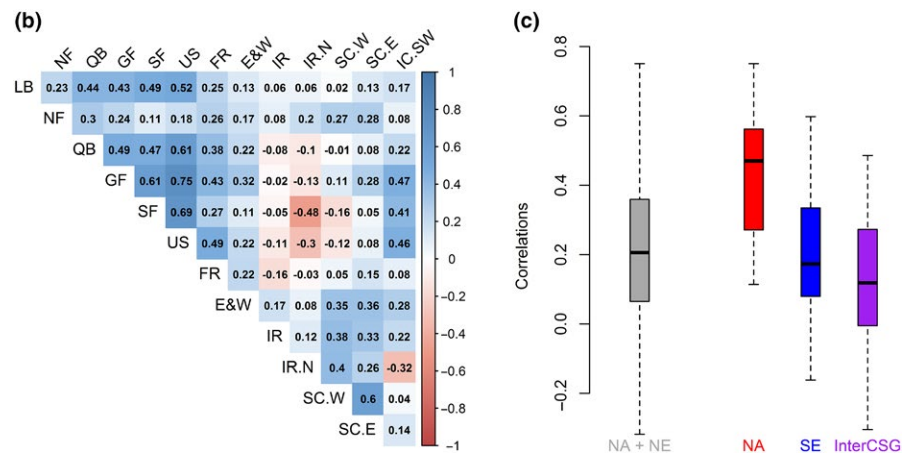 (b)
NF QB GF SF US FR E&W IR IR.N SC.W SC.E IC.SW
LB 0.23 0.44 0.43 0.49 0.52 0.25 0.13 0.06 0.06 0.02 0.13 0.17
NF 0.3 0.24 0.11 0.18 0.26 0.17 0.08 0.2 0.27 0.28 0.08
QB 0.49 0.47 0.61 0.38 0.22 -0.08 -0.1 -0.01 0.08 0.22
GF 0.61 0.75 0.43 0.32 -0.02 -0.13 0.11 0.28 0.47
SF 0.69 0.27 0.11 -0.05 -0.48 -0.16 0.05 0.41
US 0.49 0.22 -0.11 -0.3 -0.12 0.08 0.46
FR 0.22 -0.16 -0.03 0.05 0.15 0.08
E&W 0.17 0.08 0.35 0.36 0.28
IR 0.12 0.38 0.33 0.22
IR.N 0.4 0.26 -0.32
SC.W 0.6 0.04
SC.E 0.14
1
0.8
0.6
0.4
0.2
0
−0.2
−0.4
−0.6
−0.8
−1
(c)
Correlations
0.8
0.6
0.4
0.2
0.0
−0.2
NA + NE NA SE InterCSG